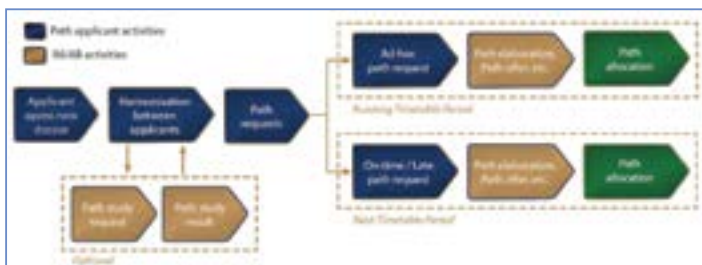 Path applicant activities
IM/AB activities
Applicant
opens new
dossier
Harmonisation
between
applicants
Path
requests
Path study
request
Path study
result
Optional
Ad hoc
path request
Path elaboration,
Path offer, etc.
Path
allocation
Running Timetable Period
On-time / Late
path request
Path elaboration,
Path offer, etc.
Path
allocation
Next Timetable Period